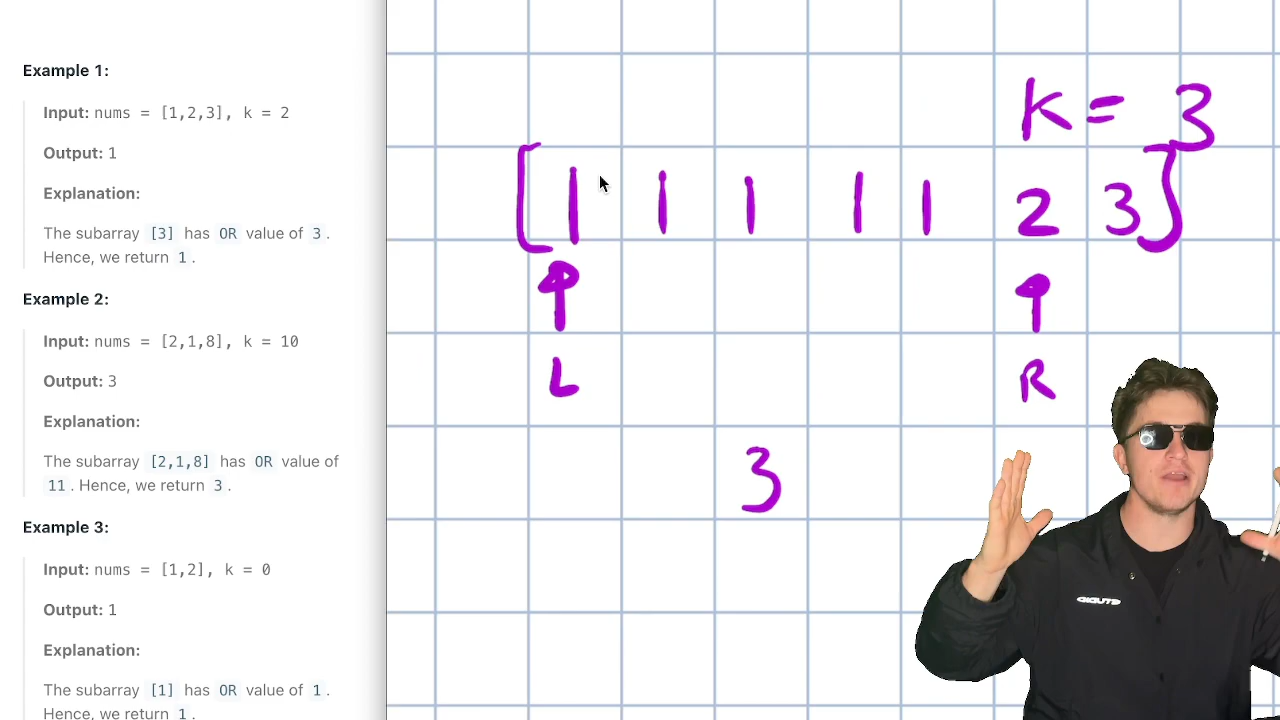 Example 1:
Input: nums = [1,2,3], k = 2
Output: 1
Explanation:
The subarray [3] has OR value of 3.
Hence, we return 1.
Example 2:
Input: nums = [2,1,8], k = 10
Output: 3
Explanation:
The subarray [2,1,8] has OR value of
11. Hence, we return 3.
Example 3:
Input: nums = [1,2], k = 0
Output: 1
Explanation:
The subarray [1] has OR value of 1.
Hence, we return 1.
K = 3
[1 1 1 1 1 2 3]
L R
3